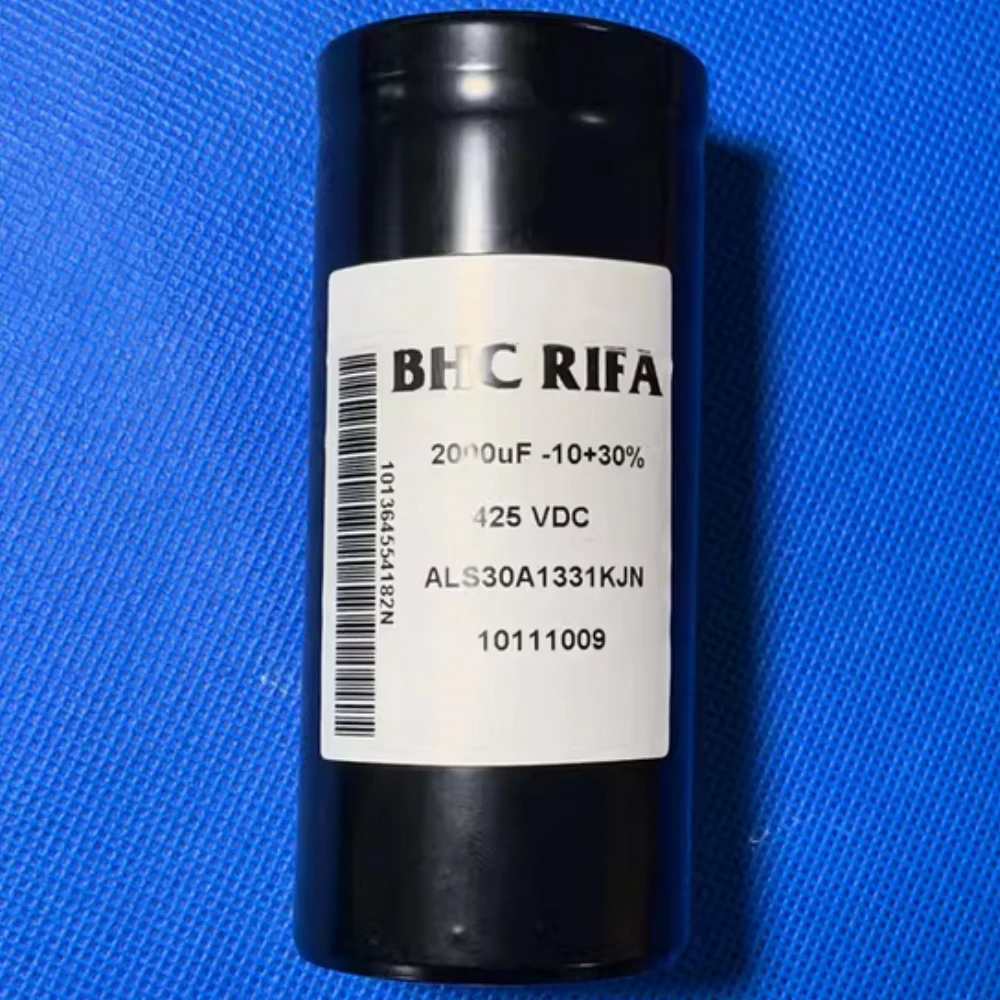 BHC RIFA
2000uF -10+30%
425 VDC
ALS30A1331KJN
10111009
101364554182N